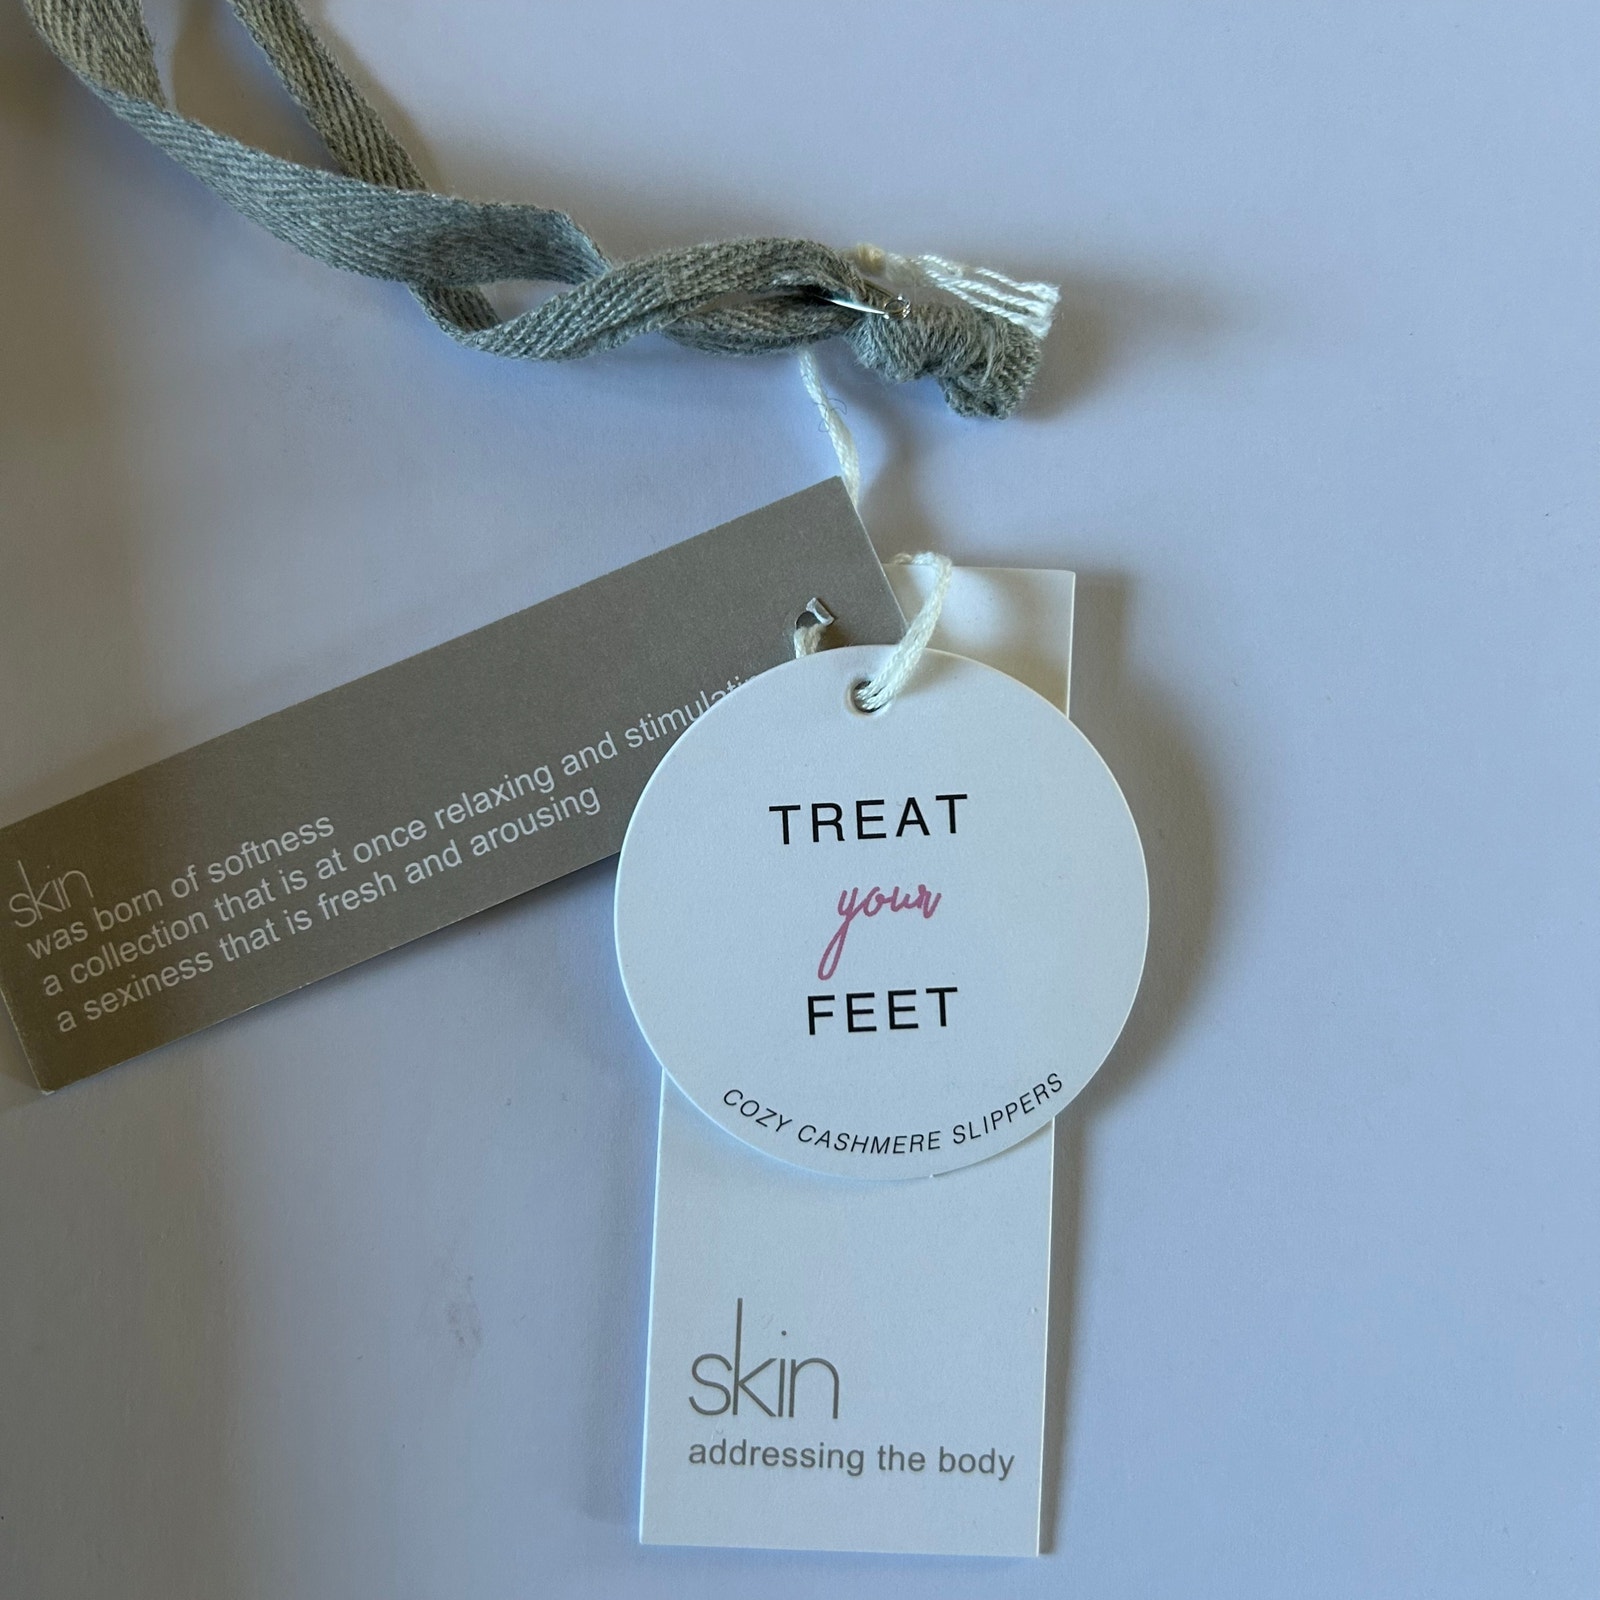 skin
was born of softness
a collection that is at once relaxing and
a sexiness that is fresh and arousing
TREAT
your
FEET
COZY CASHMERE SLIPPERS
skin
addressing the body